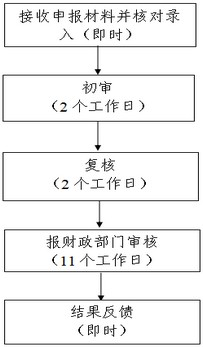 接收申报材料并核对录
入（即时）
初审
（2 个工作日）
复核
（2 个工作日）
报财政部门审核
（11 个工作日）
结果反馈
（即时）